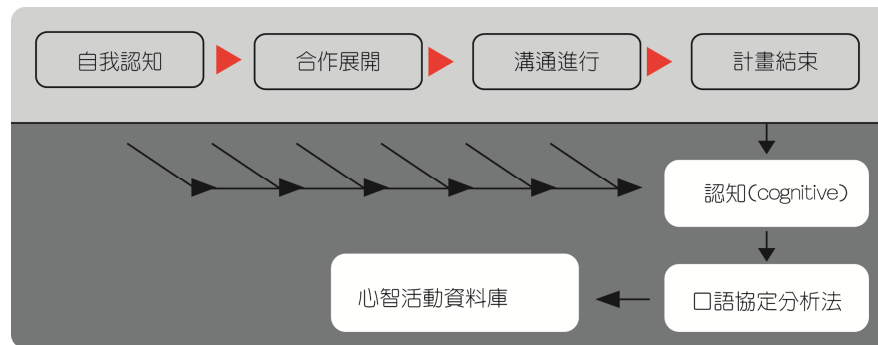 自我認知
合作展開
溝通進行
計畫結束
認知(cognitive)
口語協定分析法
心智活動資料庫